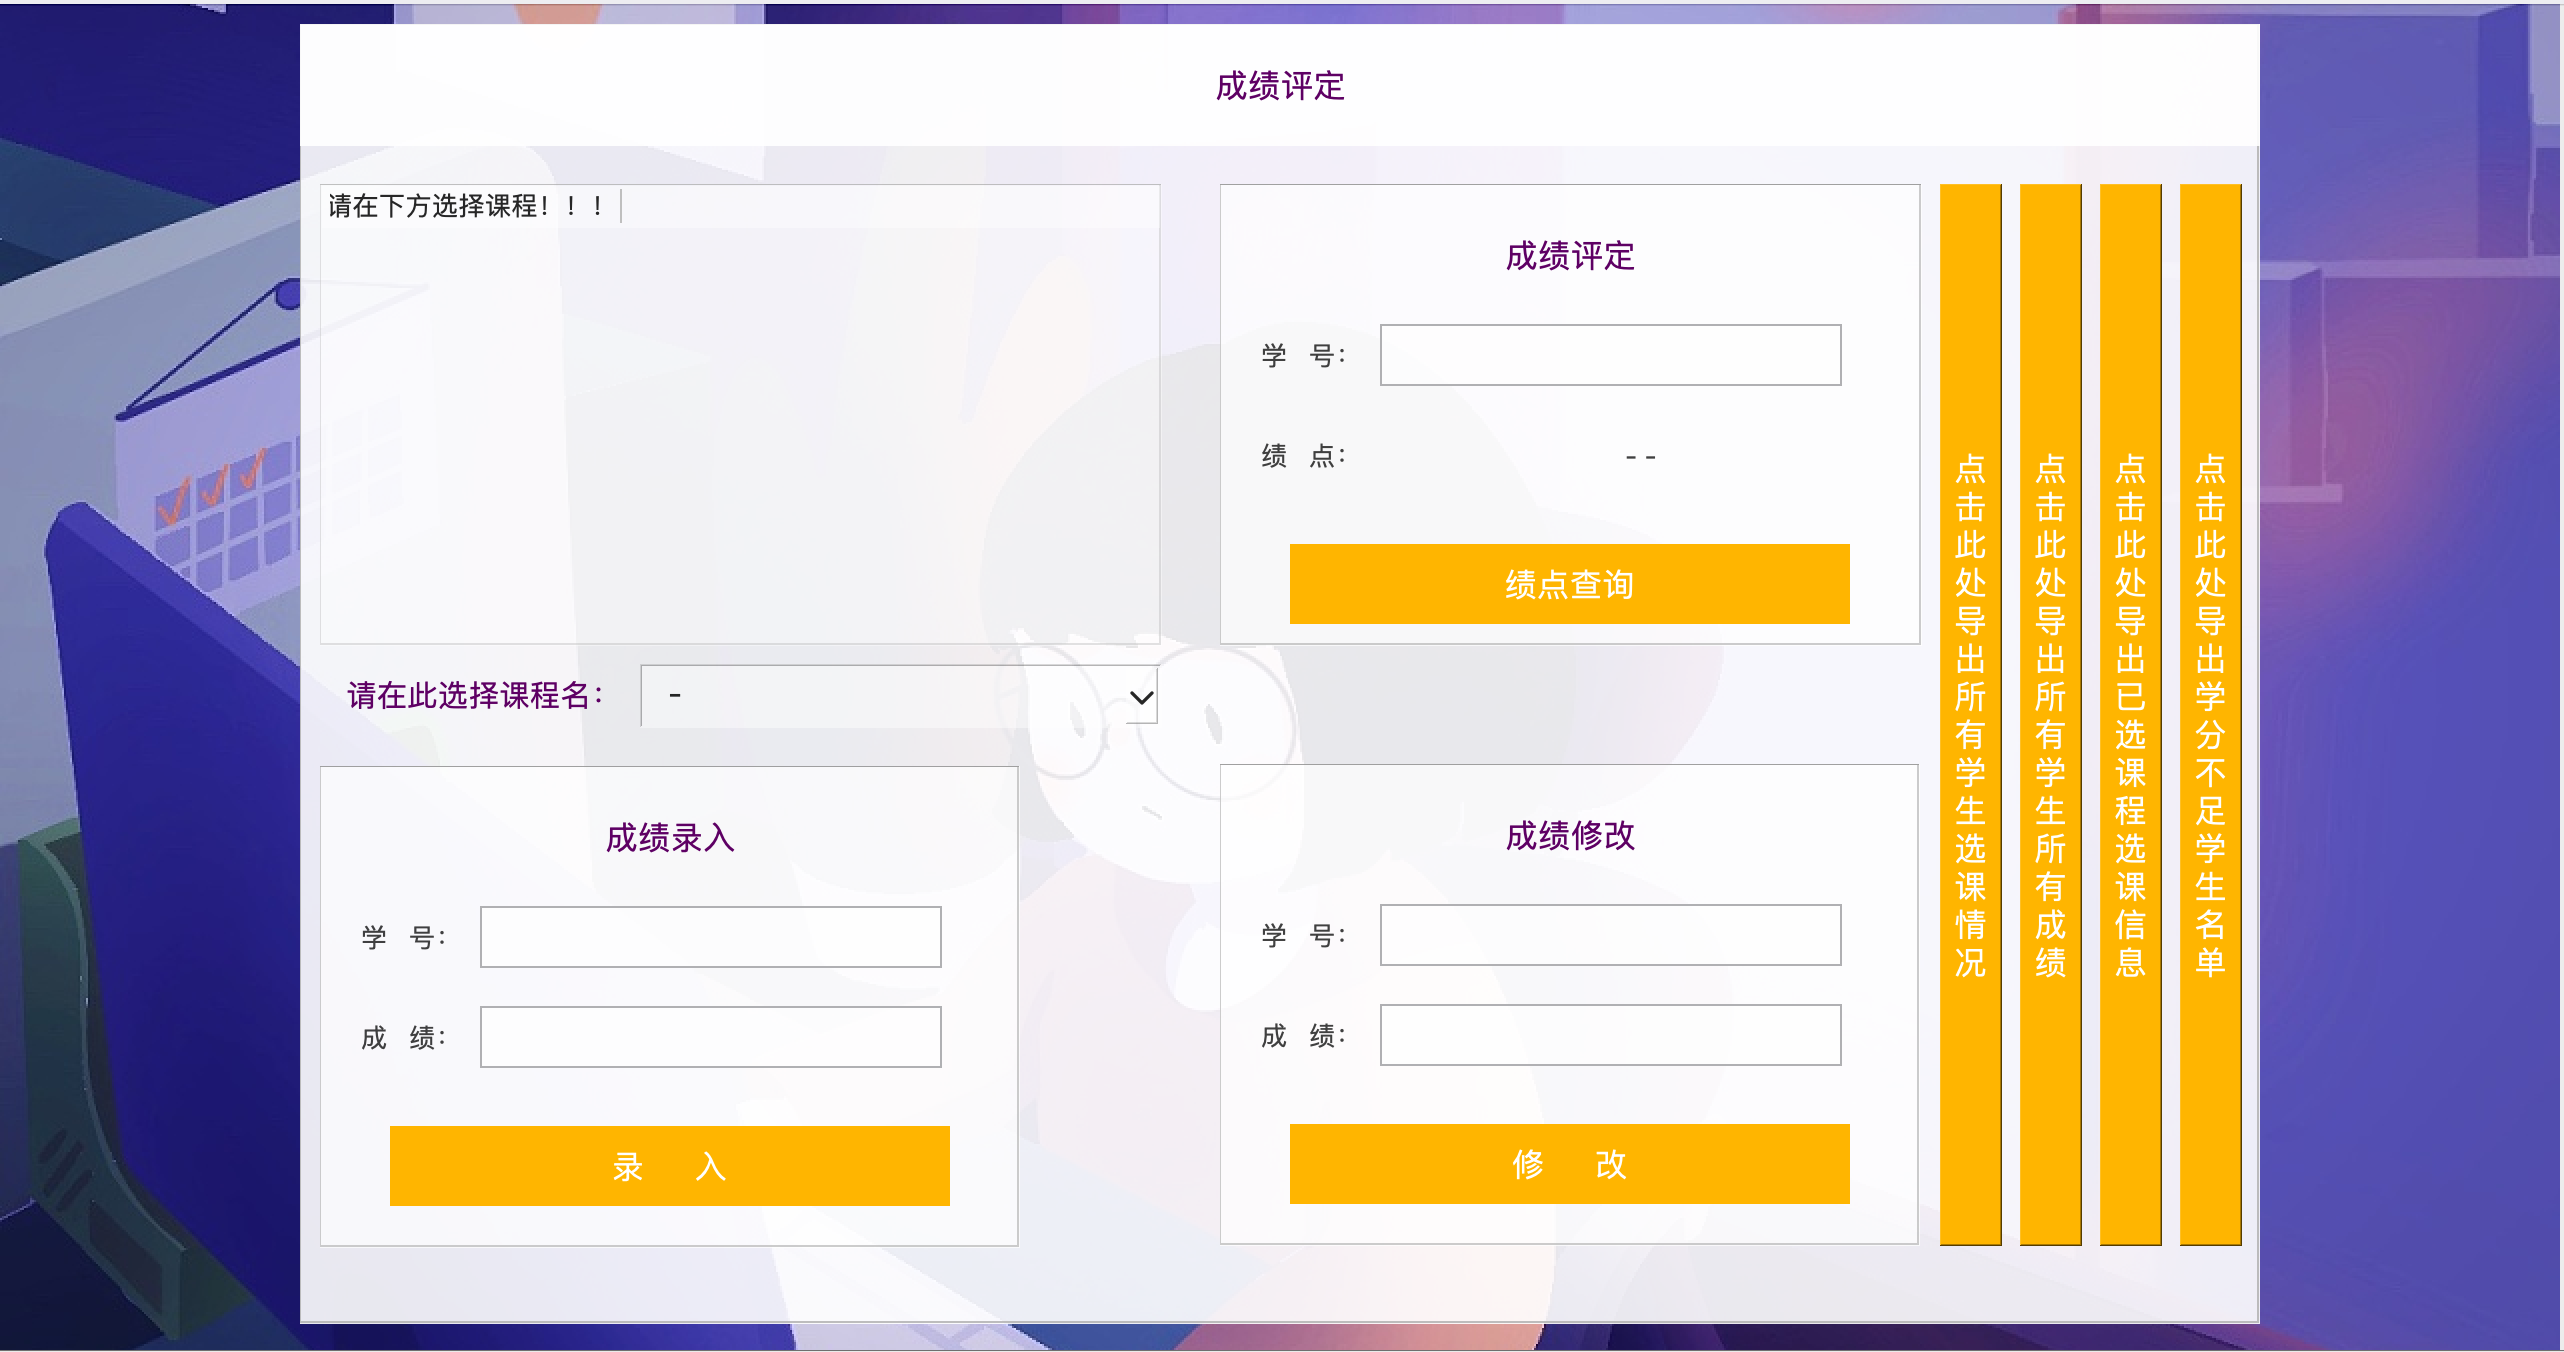 成绩评定
请在下方选择课程！！！
成绩评定
学 号：
绩 点：
--
绩点查询
请在此选择课程名：
-
成绩录入
学 号：
成 绩：
录 入
成绩修改
学 号：
成 绩：
修 改
点击此处导出所有学生选课情况
点击此处导出所有学生所有成绩
点击此处导出已选课程选课信息
点击此处导出学分不足学生名单